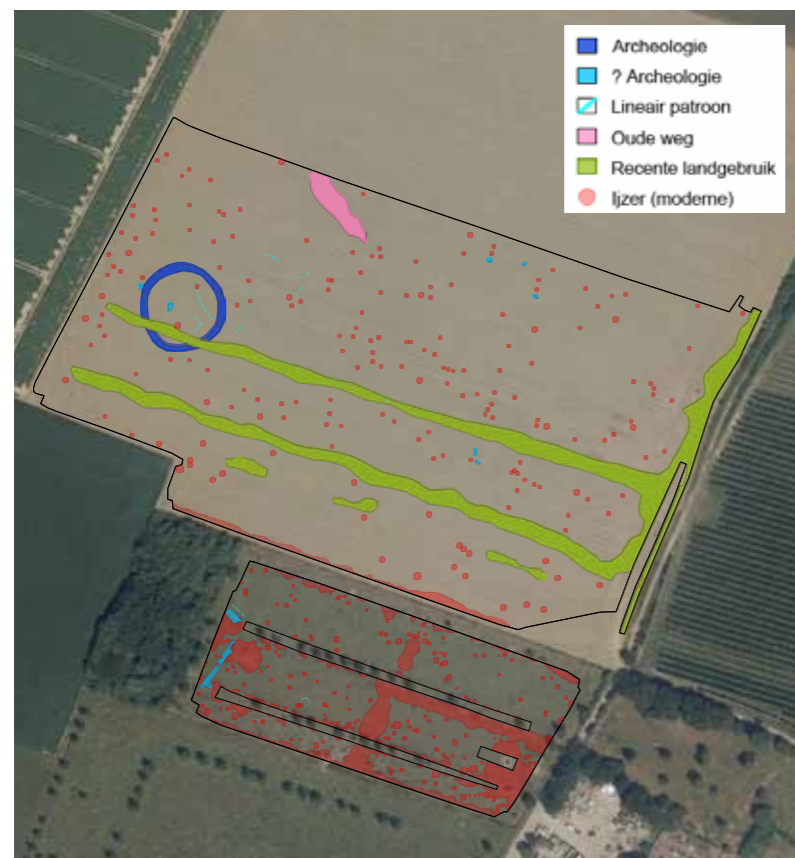 Archeologie
? Archeologie
Lineair patroon
Oude weg
Recente landgebruik
Ijzer (moderne)